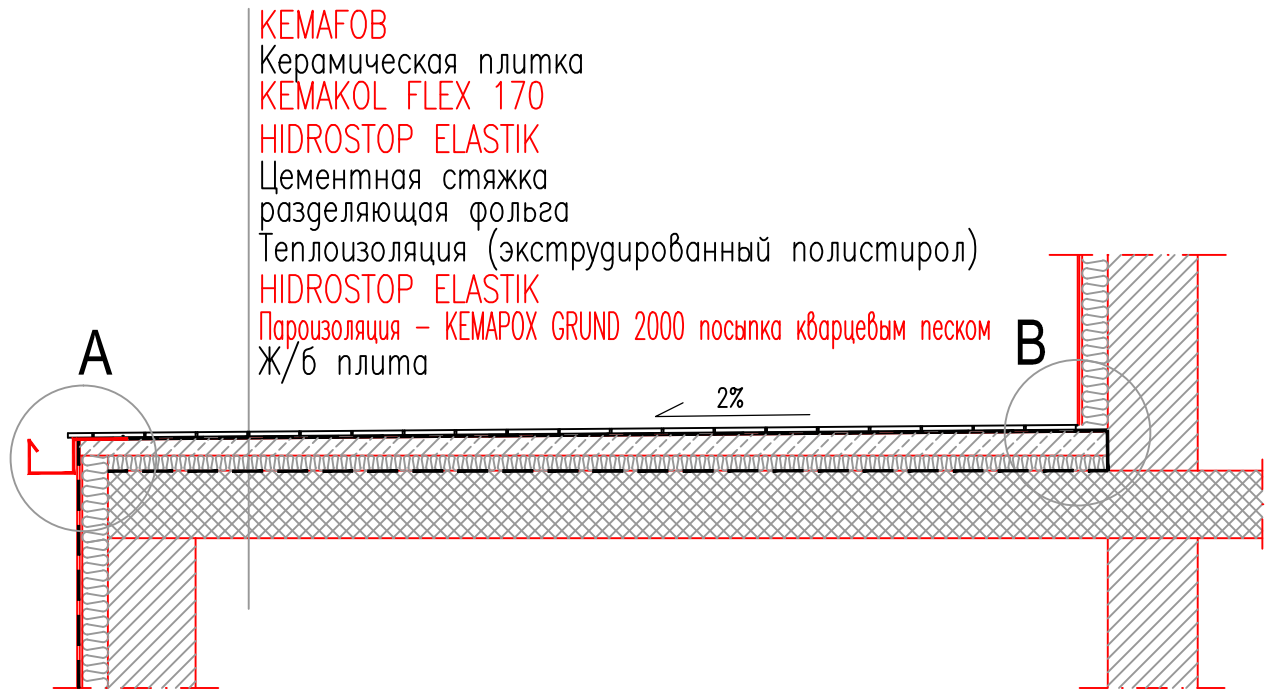 KEMAFOB
Керамическая плитка
KEMAKOL FLEX 170
HIDROSTOP ELASTIK
Цементная стяжка
разделяющая фольга
Теплоизоляция (экструдированный полистирол)
HIDROSTOP ELASTIK
Пароизоляция – KEMAPOX GRUND 2000 посыпка кварцевым песком
Ж/б плита
A
B
2%